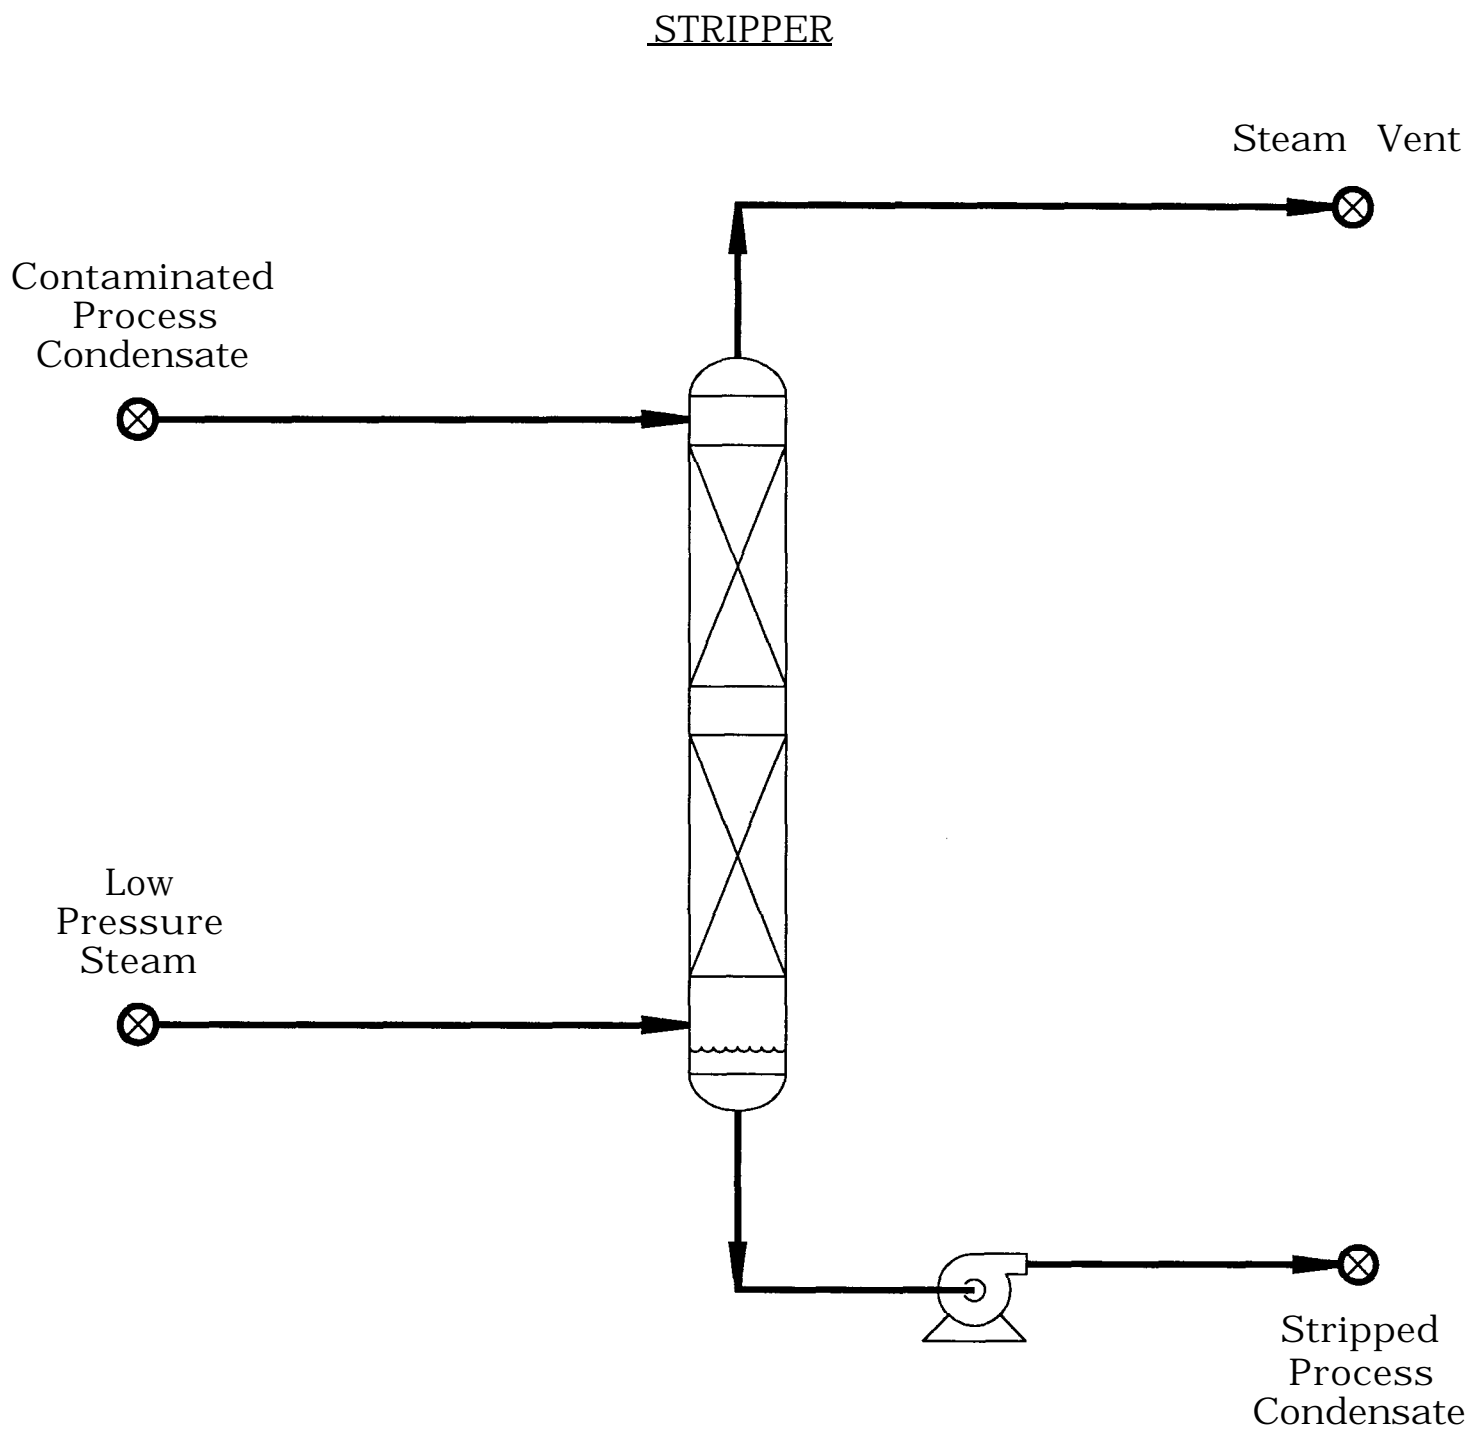 STRIPPER
Steam Vent
Contaminated
Process
Condensate
Low
Pressure
Steam
Stripped
Process
Condensate